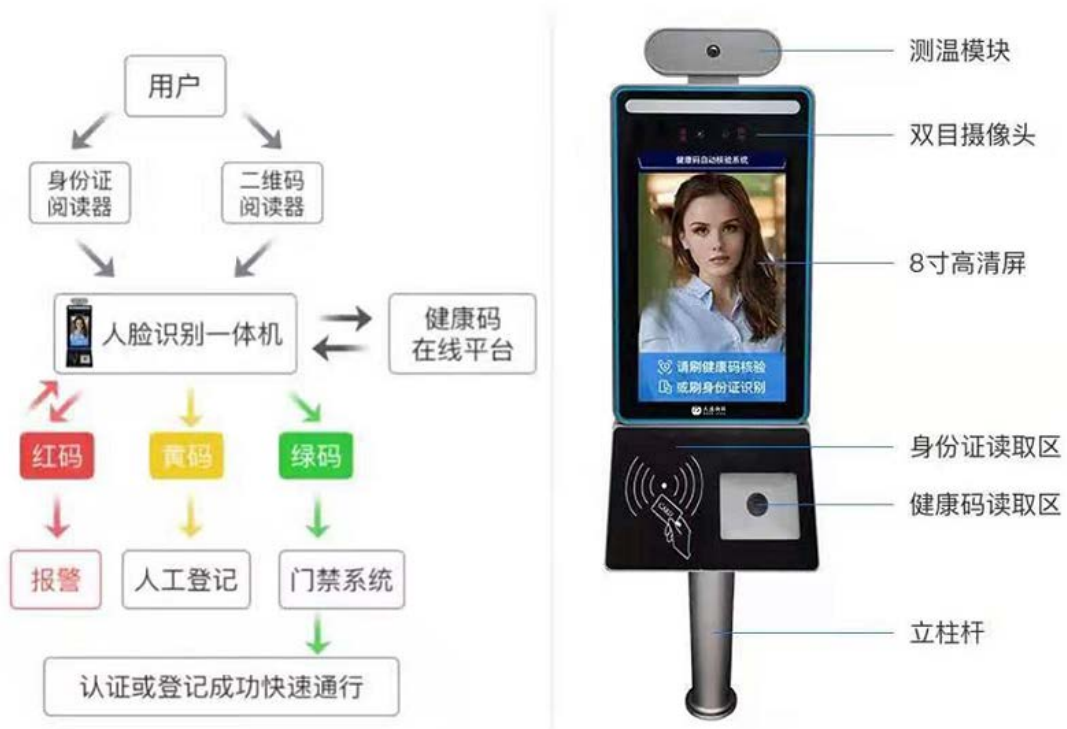 用户
身份证
阅读器
二维码
阅读器
人脸识别一体机
健康码
在线平台
红码
黄码
绿码
报警
人工登记
门禁系统
认证或登记成功快速通行
测温模块
双目摄像头
健康码自动核验系统
8寸高清屏
请刷健康码核验
或刷身份证识别
身份证读取区
CARD
健康码读取区
立柱杆